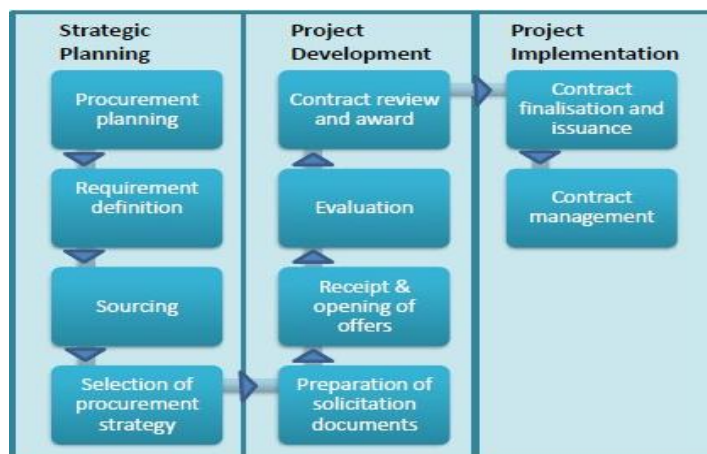 Strategic
Planning
Procurement
planning
Requirement
definition
Sourcing
Selection of
procurement
strategy
Project
Development
Contract review
and award
Evaluation
Receipt &
opening of
offers
Preparation of
solicitation
documents
Project
Implementation
Contract
finalisation and
issuance
Contract
management